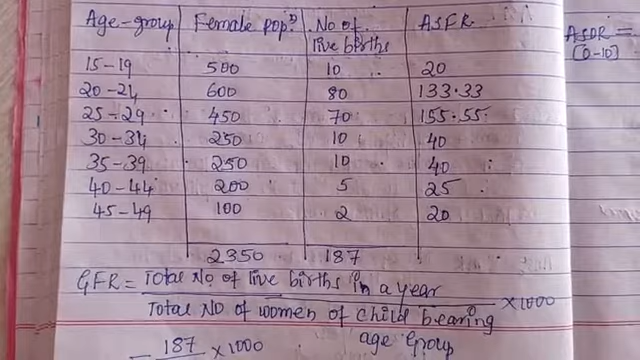 Age-group Female popn No of live births ASFR
15-19 500 10 20
20-24 600 80 133.33
25-29 450 70 155.55
30-34 250 10 40
35-39 250 10 40
40-44 200 5 25
45-49 100 2 20
2350 187
GFR = Total No of live births in a year × 1000
Total No of women of child bearing age group
= 187 × 1000
ASDR =
[0-10]